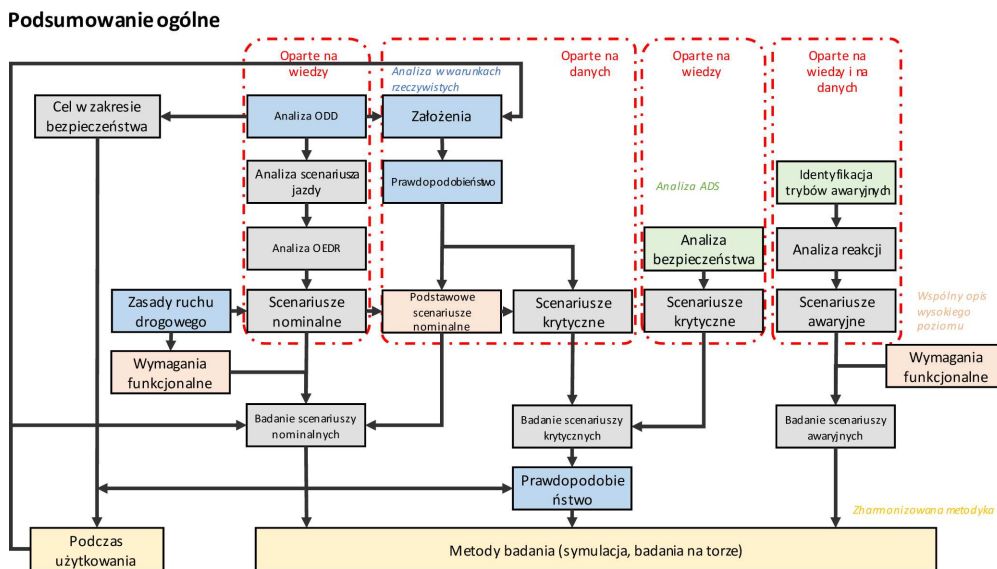 Podsumowanie ogólne
Oparte na
wiedzy
Analiza w warunkach
rzeczywistych
Oparte na
danych
Oparte na
wiedzy
Oparte na
wiedzy i na
danych
Cel w zakresie
bezpieczeństwa
Analiza ODD
Założenia
Analiza scenariusza
jazdy
Prawdopodobieństwo
Analiza ADS
Identyfikacja
trybów awaryjnych
Analiza OEDR
Analiza
bezpieczeństwa
Analiza reakcji
Zasady ruchu
drogowego
Scenariusze
nominalne
Podstawowe
scenariusze
nominalne
Scenariusze
krytyczne
Scenariusze
krytyczne
Scenariusze
awaryjne
Wspólny opis
wysokiego
poziomu
Wymagania
funkcjonalne
Wymagania
funkcjonalne
Badanie scenariuszy
nominalnych
Badanie scenariuszy
krytycznych
Badanie scenariuszy
awaryjnych
Prawdopodobie
ństwo
Zharmonizowana metodyka
Podczas
użytkowania
Metody badania (symulacja, badania na torze)